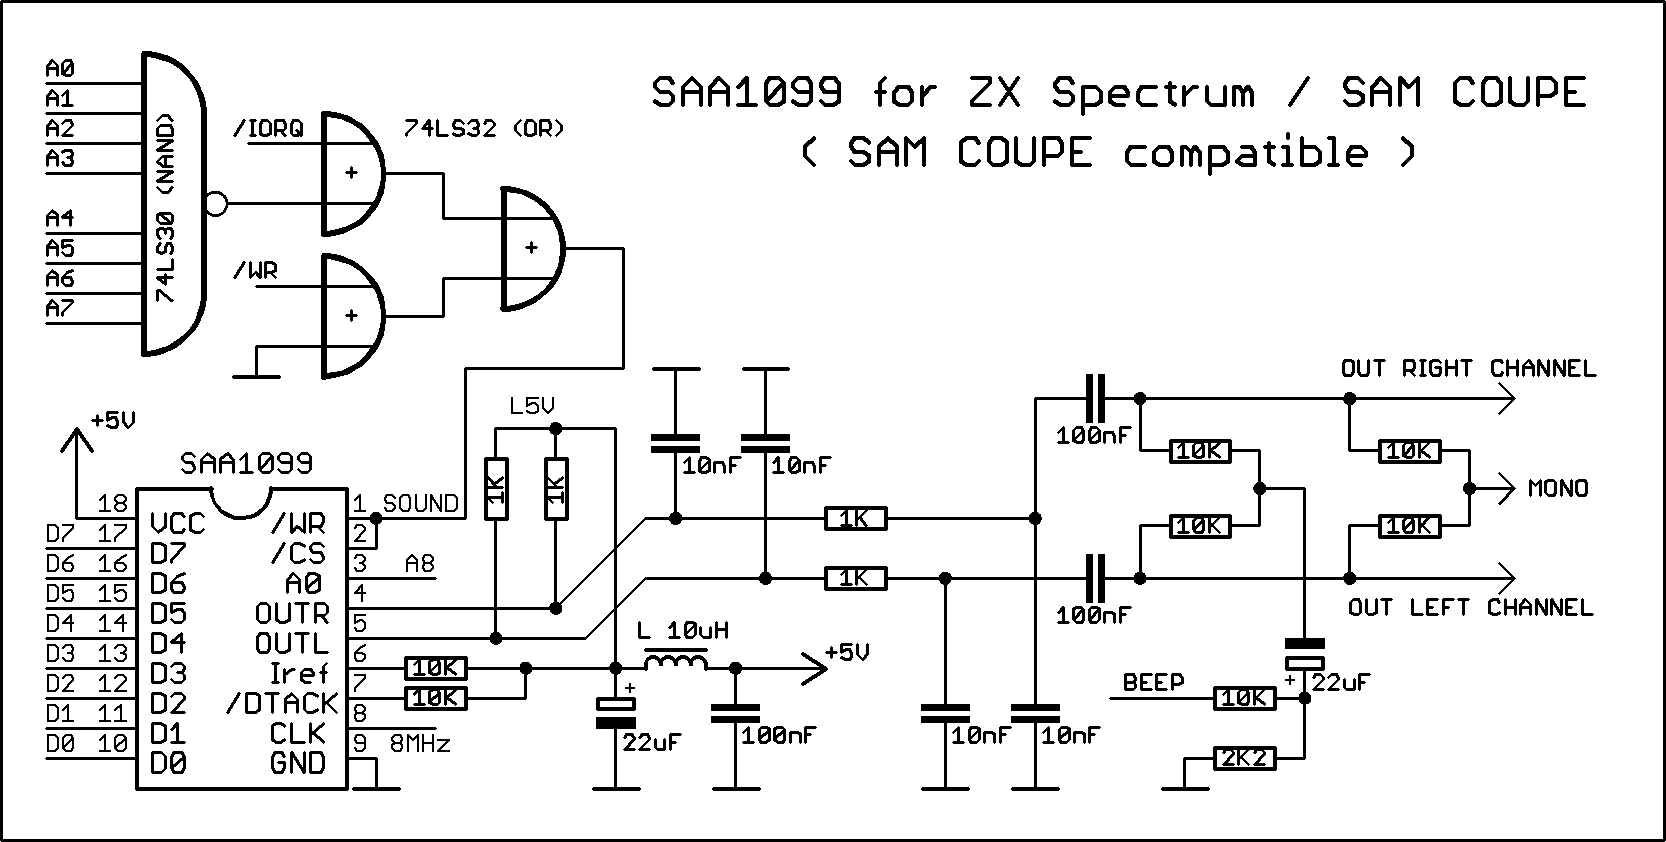 SAA1099 for ZX Spectrum / SAM COUPE
( SAM COUPE compatible )
A0
A1
A2
A3
A4
A5
A6
A7
74LS30 (NAND)
/IORQ
74LS32 (OR)
+
+
+
/WR
+5V
SAA1099
18 VCC /WR 1 SOUND
D7 17 D7 /CS 2
D6 16 D6 A0 3 A8
D5 15 D5 OUTR 4
D4 14 D4 OUTL 5
D3 13 D3 Iref 6 10K
D2 12 D2 /DTACK 7 10K
D1 11 D1 CLK 8 8MHz
D0 10 D0 GND 9
L5V
1K
1K
10nF
10nF
1K
1K
L 10uH
+5V
+
22uF
100nF
10nF
10nF
100nF
100nF
10K
10K
10K
10K
OUT RIGHT CHANNEL
MONO
OUT LEFT CHANNEL
BEEP
10K
+
22uF
2K2